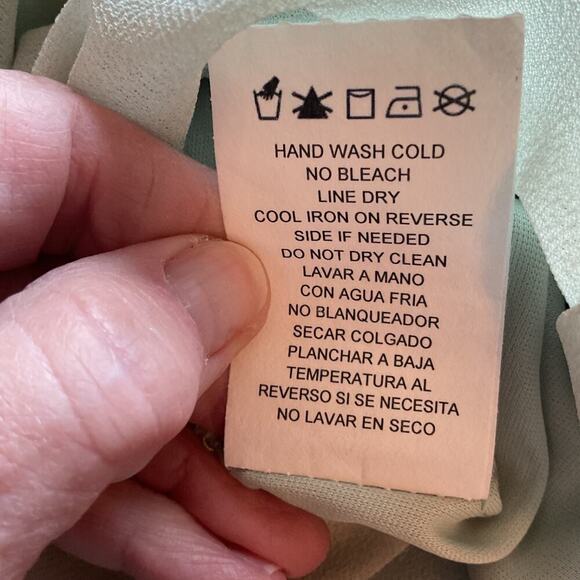 HAND WASH COLD
NO BLEACH
LINE DRY
COOL IRON ON REVERSE
SIDE IF NEEDED
DO NOT DRY CLEAN
LAVAR A MANO
CON AGUA FRIA
NO BLANQUEADOR
SECAR COLGADO
PLANCHAR A BAJA
TEMPERATURA AL
REVERSO SI SE NECESITA
NO LAVAR EN SECO